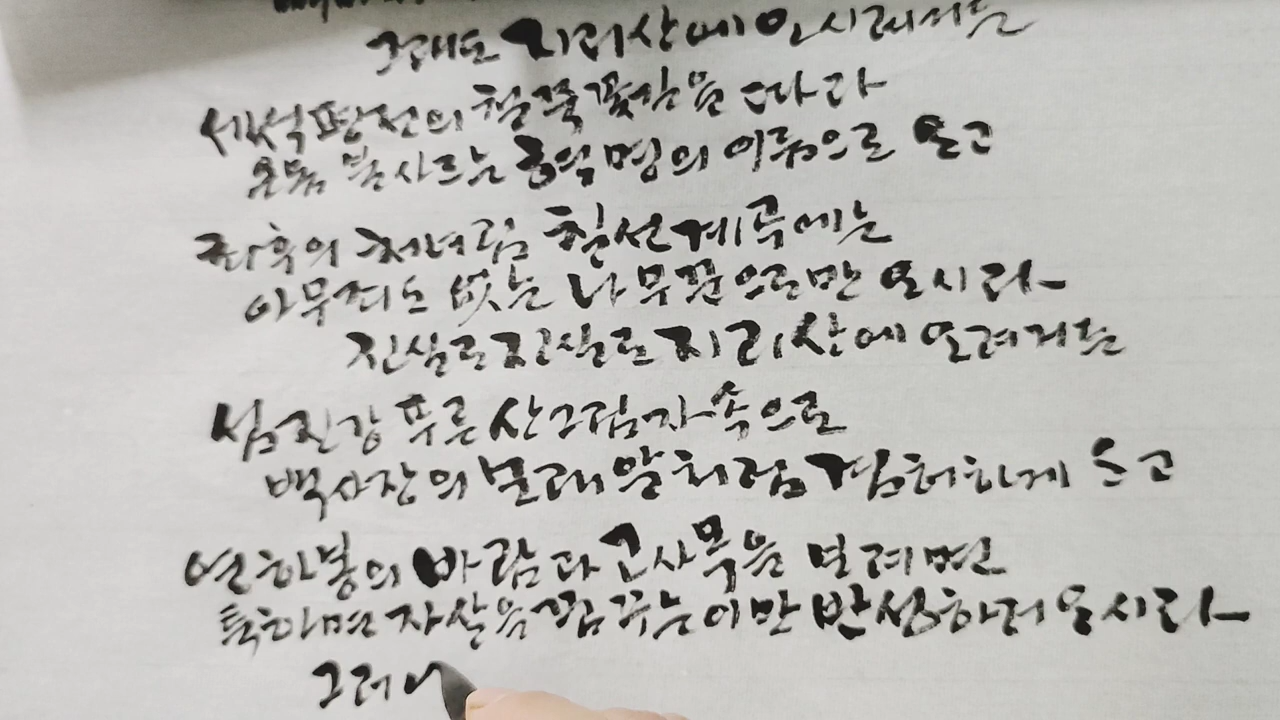 그래도 지리산에 오시려거든
세석평전의 철쭉꽃길을 따라
온몸 불사르는 혁명의 이름으로 오고
최후의 처녀림 칠선계곡에는
아무 죄도 없는 나무꾼으로만 오시라
진실로 진실로 지리산에 오려거든
섬진강 푸른 산그림자 속으로
백사장의 모래알처럼 겸허하게 오고
연하봉의 바람과 고사목을 보려면
툭하면 자살을 꿈꾸는 이만 반성하러 오시라
그러나